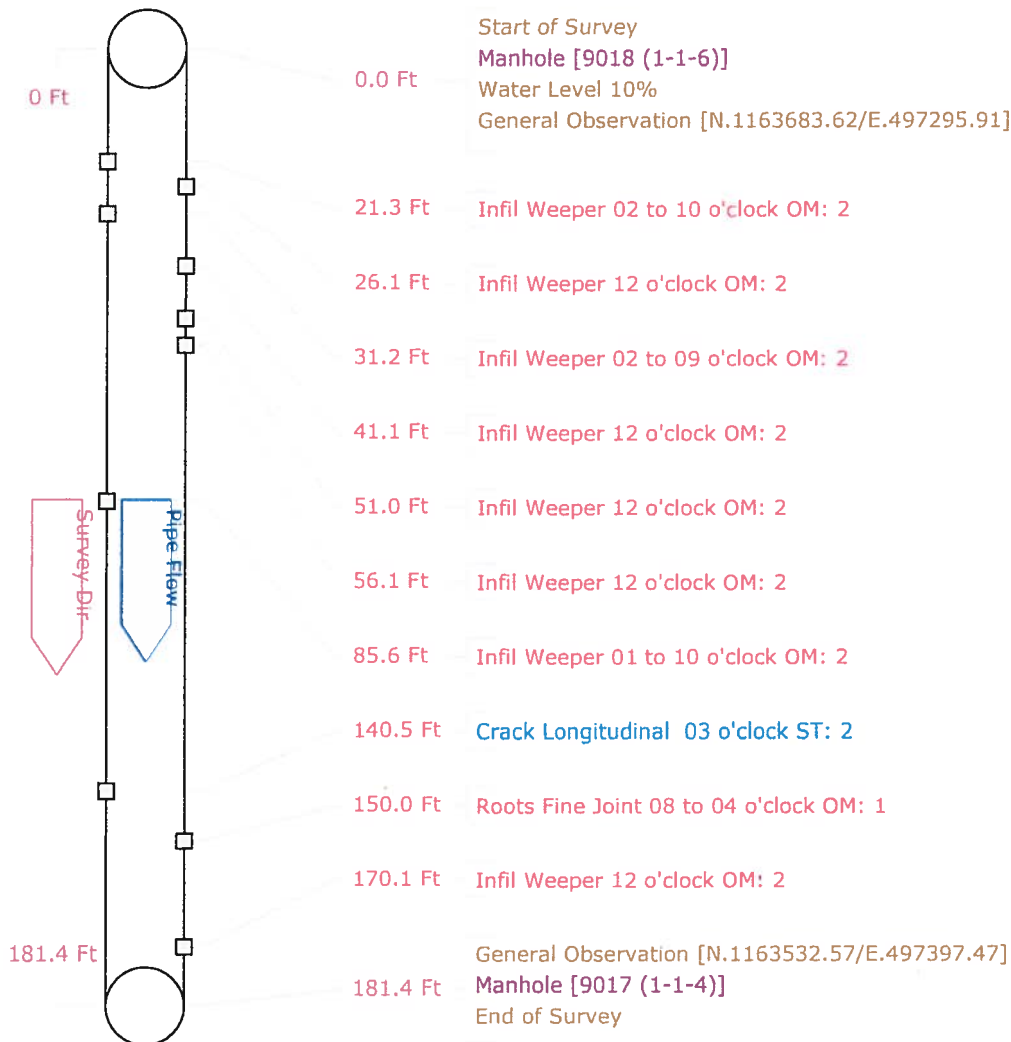 Start of Survey
Manhole [9018 (1-1-6)]
0.0 Ft
Water Level 10%
0 Ft
General Observation [N.1163683.62/E.497295.91]
21.3 Ft Infil Weeper 02 to 10 o'clock OM: 2
26.1 Ft Infil Weeper 12 o'clock OM: 2
31.2 Ft Infil Weeper 02 to 09 o'clock OM: 2
41.1 Ft Infil Weeper 12 o'clock OM: 2
51.0 Ft Infil Weeper 12 o'clock OM: 2
Survey Dir
Pipe Flow
56.1 Ft Infil Weeper 12 o'clock OM: 2
85.6 Ft Infil Weeper 01 to 10 o'clock OM: 2
140.5 Ft Crack Longitudinal 03 o'clock ST: 2
150.0 Ft Roots Fine Joint 08 to 04 o'clock OM: 1
170.1 Ft Infil Weeper 12 o'clock OM: 2
181.4 Ft
General Observation [N.1163532.57/E.497397.47]
181.4 Ft Manhole [9017 (1-1-4)]
End of Survey